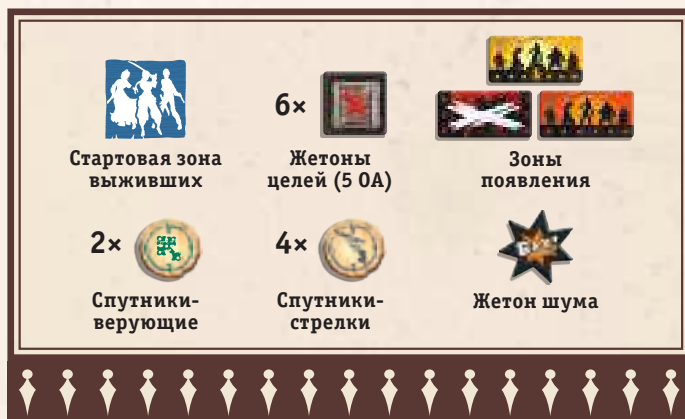 Стартовая зона
выживших
6×
Жетоны
целей (5 ОА)
Зоны
появления
2×
Спутники-
верующие
4×
Спутники-
стрелки
Жетон шума